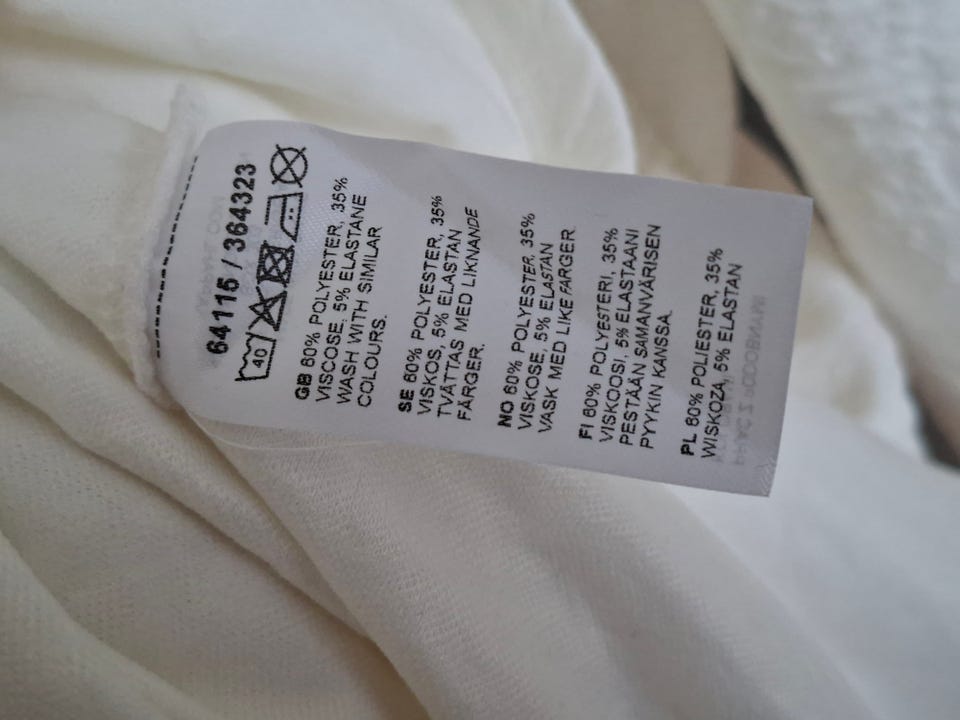 64115 / 364323
40
GB 60% POLYESTER, 35%
VISCOSE, 5% ELASTANE
WASH WITH SIMILAR
COLOURS.
SE 60% POLYESTER, 35%
VISKOS, 5% ELASTAN
TVÄTTAS MED LIKNANDE
FÄRGER.
NO 60% POLYESTER, 35%
VISKOSE, 5% ELASTAN
VASK MED LIKE FARGER.
FI 60% POLYESTERI, 35%
VISKOOSI, 5% ELASTAANI
PESTÄÄN SAMANVÄRISEN
PYYKIN KANSSA.
PL 60% POLIESTER, 35%
WISKOZA, 5% ELASTAN